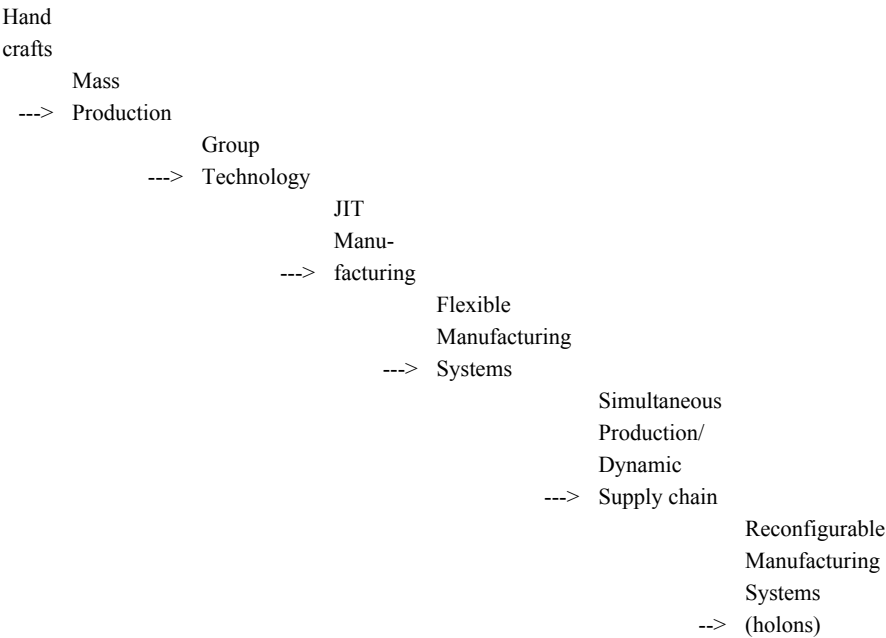 Hand
crafts
Mass
---> Production
Group
---> Technology
JIT
Manu-
---> facturing
Flexible
Manufacturing
---> Systems
Simultaneous
Production/
Dynamic
---> Supply chain
Reconfigurable
Manufacturing
Systems
--> (holons)